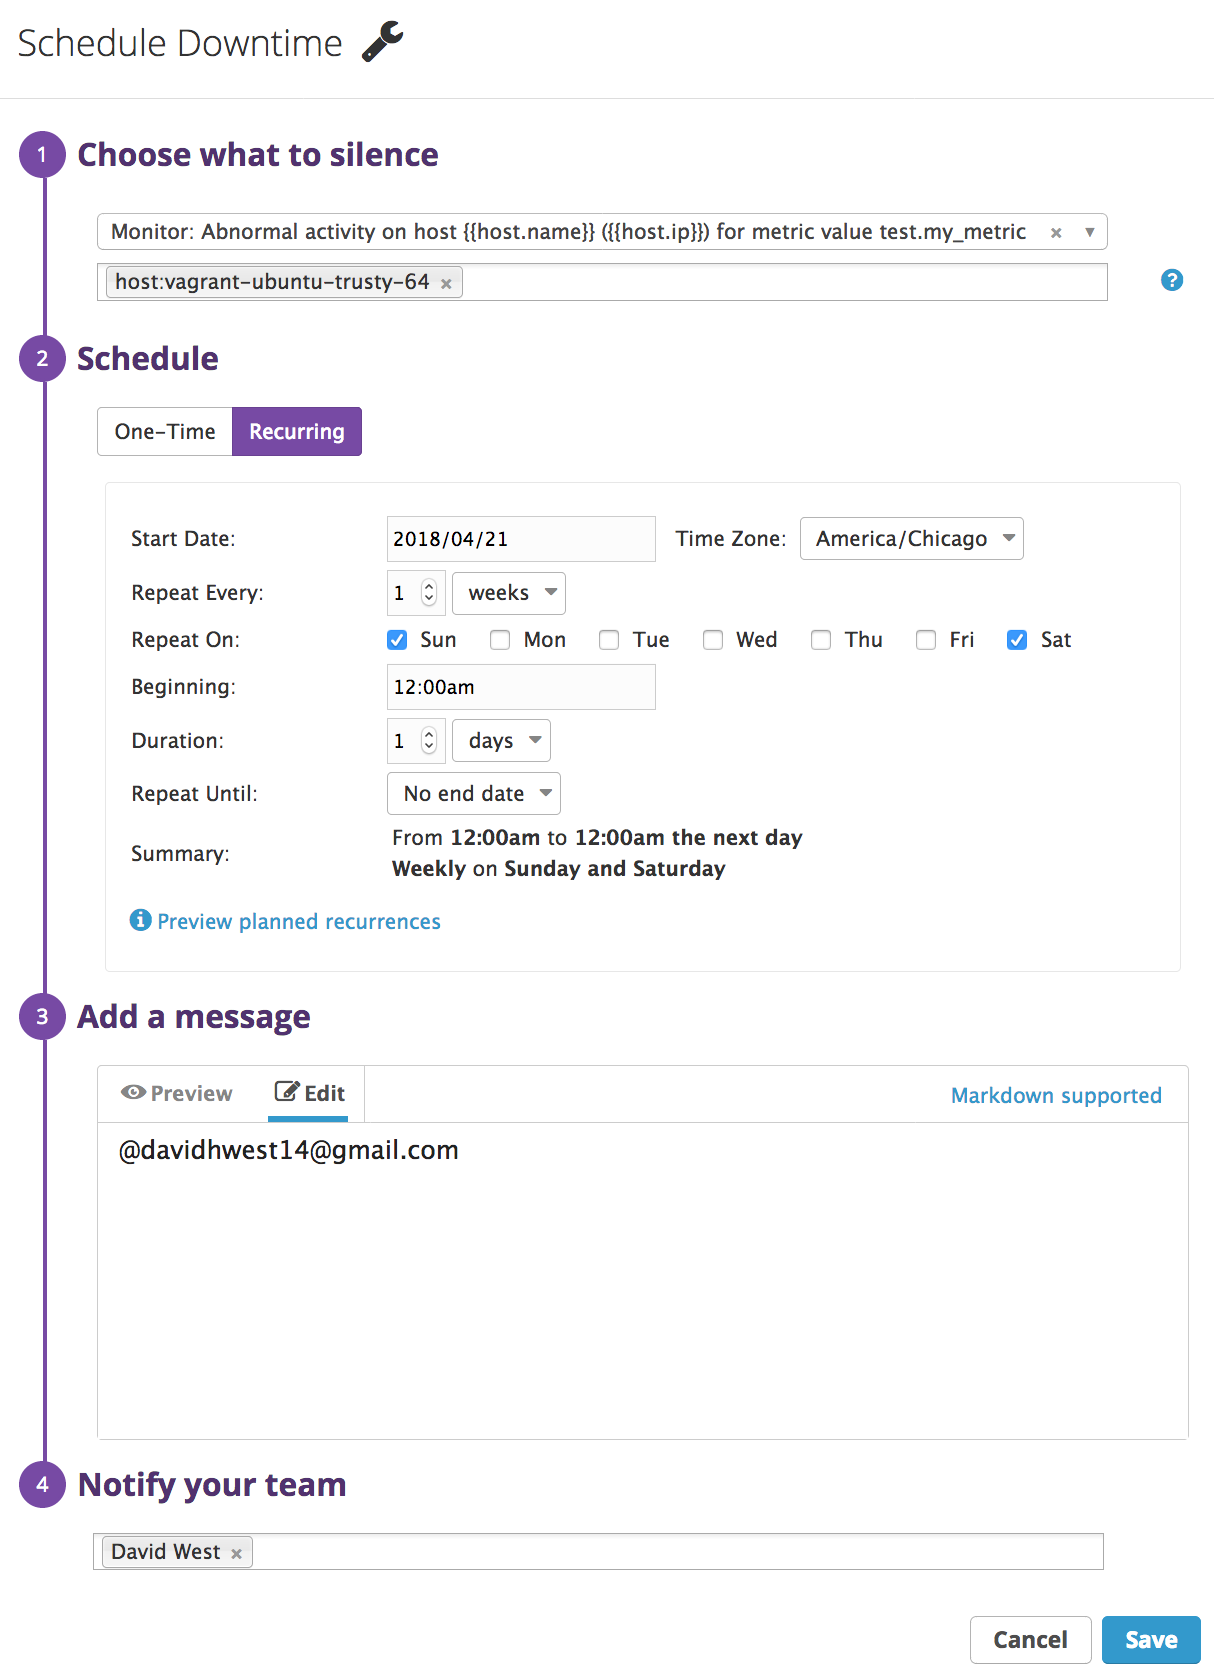 Schedule Downtime
1 Choose what to silence
Monitor: Abnormal activity on host {{host.name}} ({{host.ip}}) for metric value test.my_metric × ▼
host:vagrant-ubuntu-trusty-64 × ?
2 Schedule
One-Time Recurring
Start Date: 2018/04/21 Time Zone: America/Chicago
Repeat Every: 1 weeks
Repeat On: Sun Mon Tue Wed Thu Fri Sat
Beginning: 12:00am
Duration: 1 days
Repeat Until: No end date
Summary: From 12:00am to 12:00am the next day
Weekly on Sunday and Saturday
i Preview planned recurrences
3 Add a message
Preview Edit Markdown supported
@davidhwest14@gmail.com
4 Notify your team
David West ×
Cancel Save